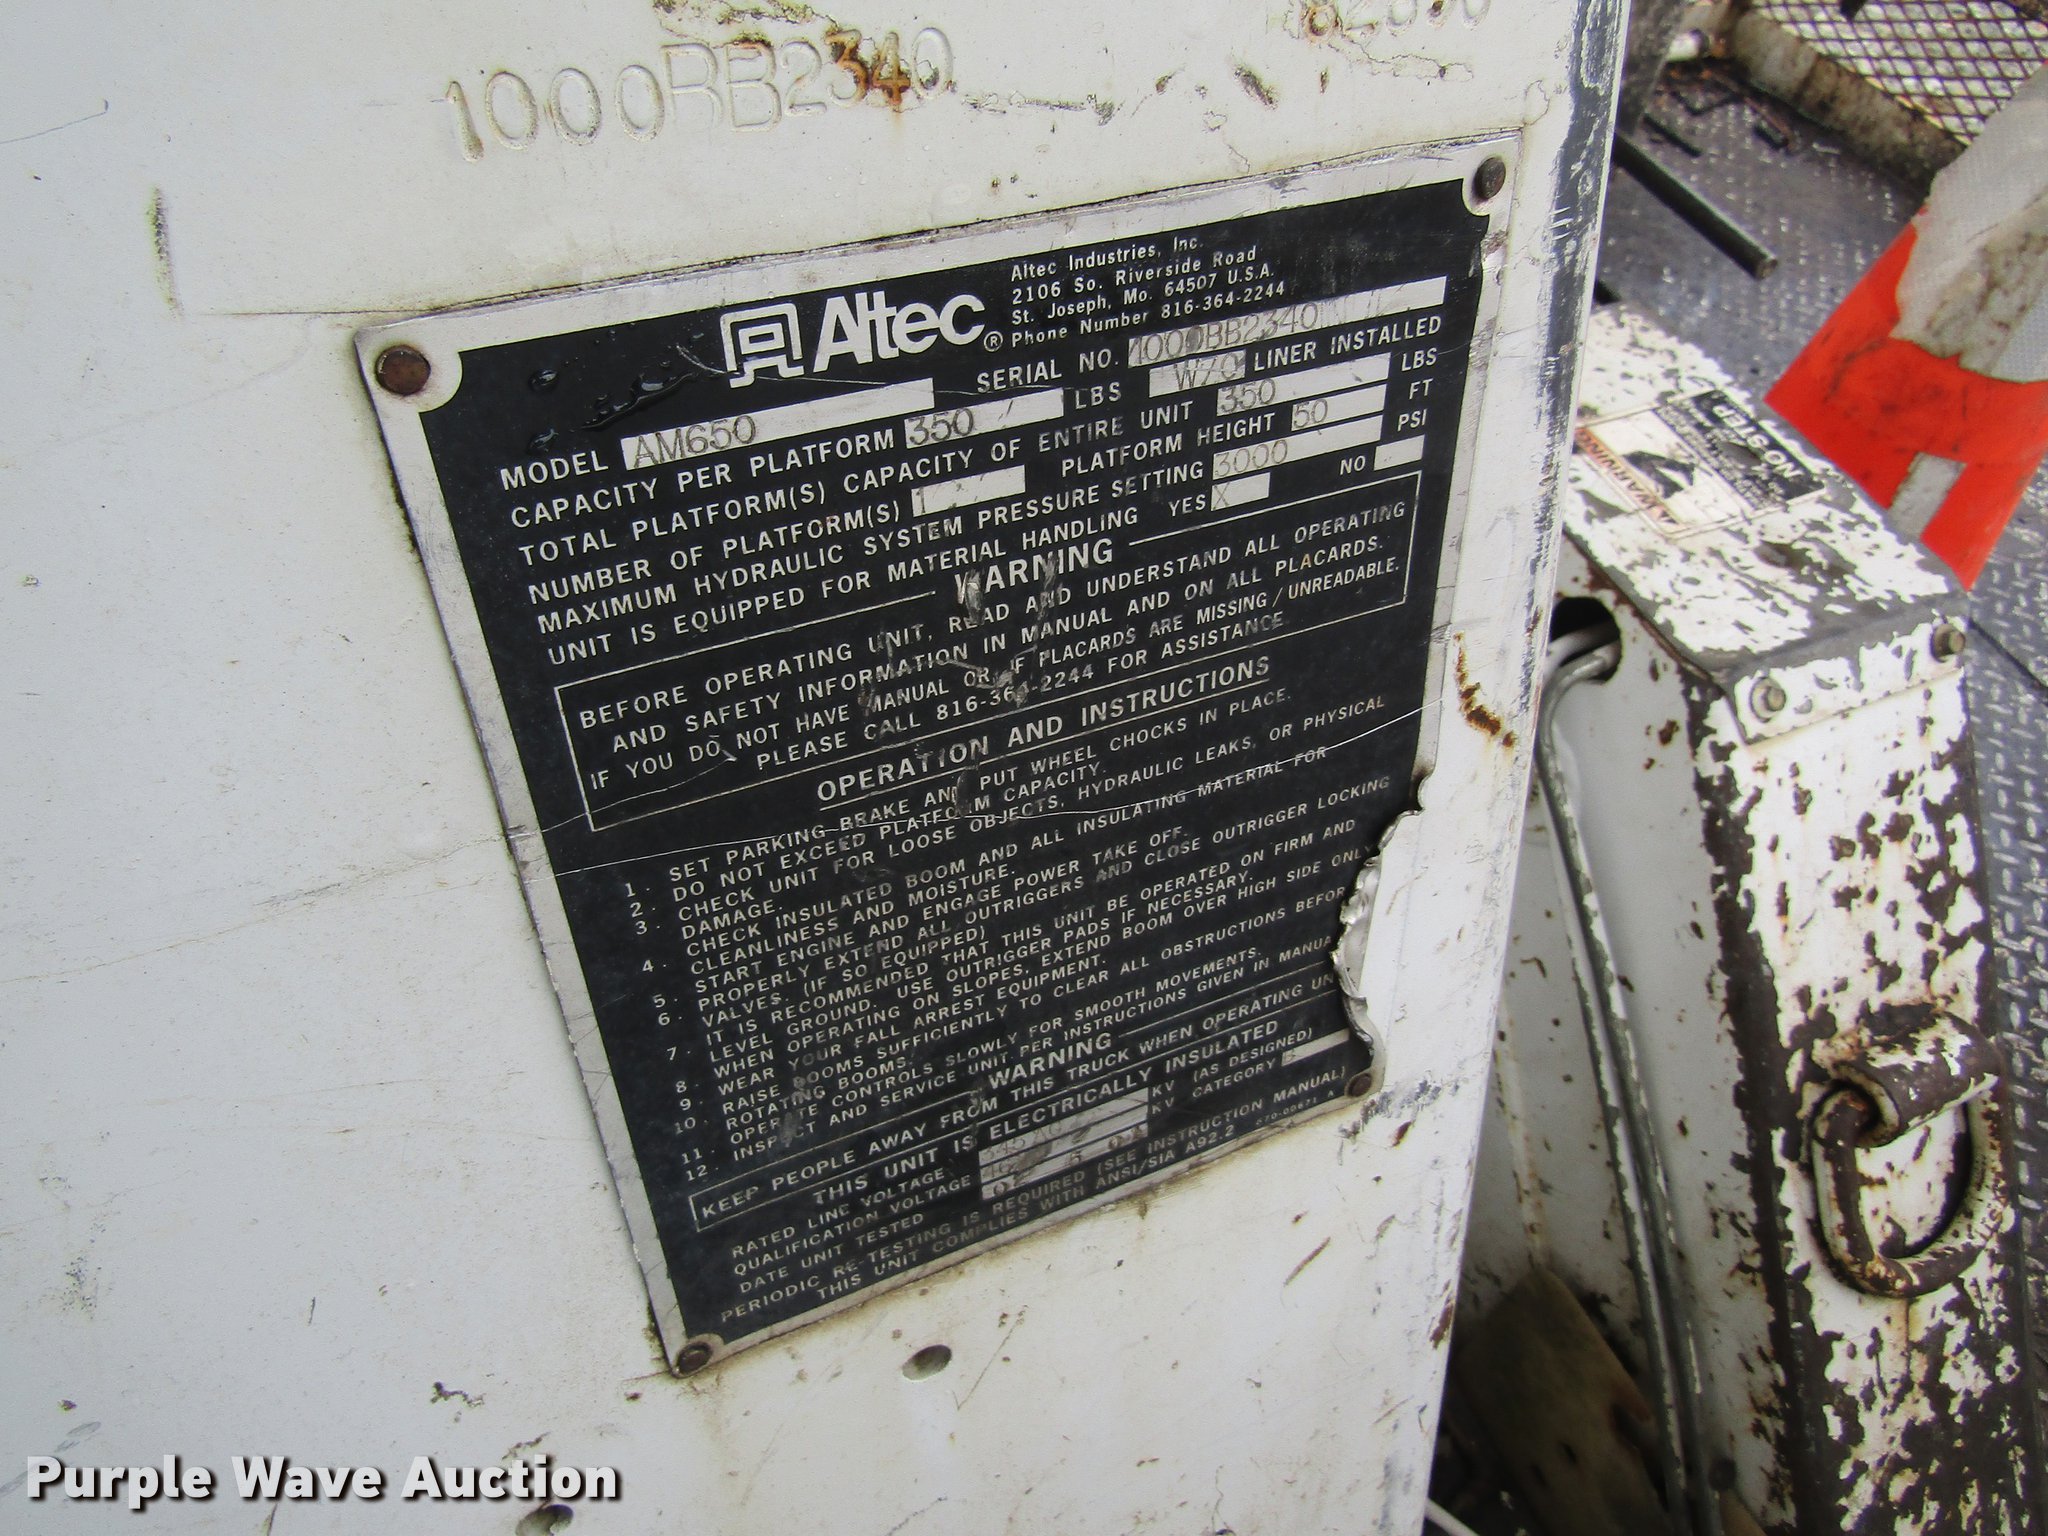 1000BB2340
Altec®
Altec Industries, Inc.
2106 So. Riverside Road
St. Joseph, Mo. 64507 U.S.A.
Phone Number 816-364-2244
MODEL AM650 SERIAL NO. 1000BB2340
CAPACITY PER PLATFORM 350 LBS W/O LINER INSTALLED
TOTAL PLATFORM(S) CAPACITY OF ENTIRE UNIT 350 LBS
NUMBER OF PLATFORM(S) 1 PLATFORM HEIGHT 50 FT
MAXIMUM HYDRAULIC SYSTEM PRESSURE SETTING 3000 PSI
UNIT IS EQUIPPED FOR MATERIAL HANDLING YES X NO
WARNING
BEFORE OPERATING UNIT, READ AND UNDERSTAND ALL OPERATING
AND SAFETY INFORMATION IN MANUAL AND ON ALL PLACARDS.
IF YOU DO NOT HAVE MANUAL OR IF PLACARDS ARE MISSING/UNREADABLE,
PLEASE CALL 816-364-2244 FOR ASSISTANCE.
OPERATION AND INSTRUCTIONS
1. SET PARKING BRAKE AND PUT WHEEL CHOCKS IN PLACE.
2. DO NOT EXCEED PLATFORM CAPACITY.
3. CHECK UNIT FOR LOOSE OBJECTS, HYDRAULIC LEAKS, OR PHYSICAL
DAMAGE.
4. CHECK INSULATED BOOM AND ALL INSULATING MATERIAL FOR
CLEANLINESS AND MOISTURE.
5. START ENGINE AND ENGAGE POWER TAKE OFF.
6. PROPERLY EXTEND ALL OUTRIGGERS AND CLOSE OUTRIGGER LOCKING
VALVES. (IF SO EQUIPPED)
7. IT IS RECOMMENDED THAT THIS UNIT BE OPERATED ON FIRM AND
LEVEL GROUND. USE OUTRIGGER PADS IF NECESSARY.
8. WHEN OPERATING ON SLOPES, EXTEND BOOM OVER HIGH SIDE ONLY
9. WEAR YOUR FALL ARREST EQUIPMENT.
10. RAISE BOOMS SUFFICIENTLY TO CLEAR ALL OBSTRUCTIONS BEFOR
ROTATING BOOMS.
11. OPERATE CONTROLS SLOWLY FOR SMOOTH MOVEMENTS.
12. INSPECT AND SERVICE UNIT PER INSTRUCTIONS GIVEN IN MANUA
WARNING
KEEP PEOPLE AWAY FROM THIS TRUCK WHEN OPERATING UN
THIS UNIT IS ELECTRICALLY INSULATED
RATED LINE VOLTAGE KV (AS DESIGNED)
QUALIFICATION VOLTAGE KV CATEGORY
DATE UNIT TESTED
PERIODIC RE-TESTING IS REQUIRED (SEE INSTRUCTION MANUAL)
THIS UNIT COMPLIES WITH ANSI/SIA A92.2
WARNING
NO STEP
Purple Wave Auction